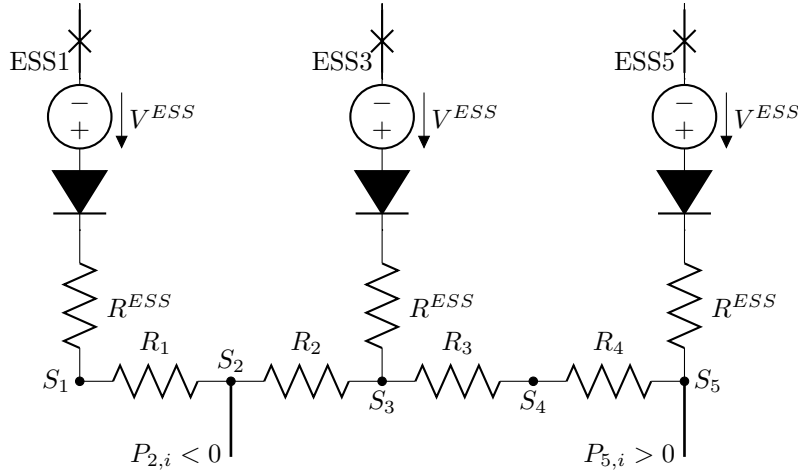 ESS1
ESS3
ESS5
− + V^{ESS}
− + V^{ESS}
− + V^{ESS}
R^{ESS}
R^{ESS}
R^{ESS}
R_1
S_2
R_2
R_3
R_4
S_1
S_3
S_4
S_5
P_{2,i} < 0
P_{5,i} > 0